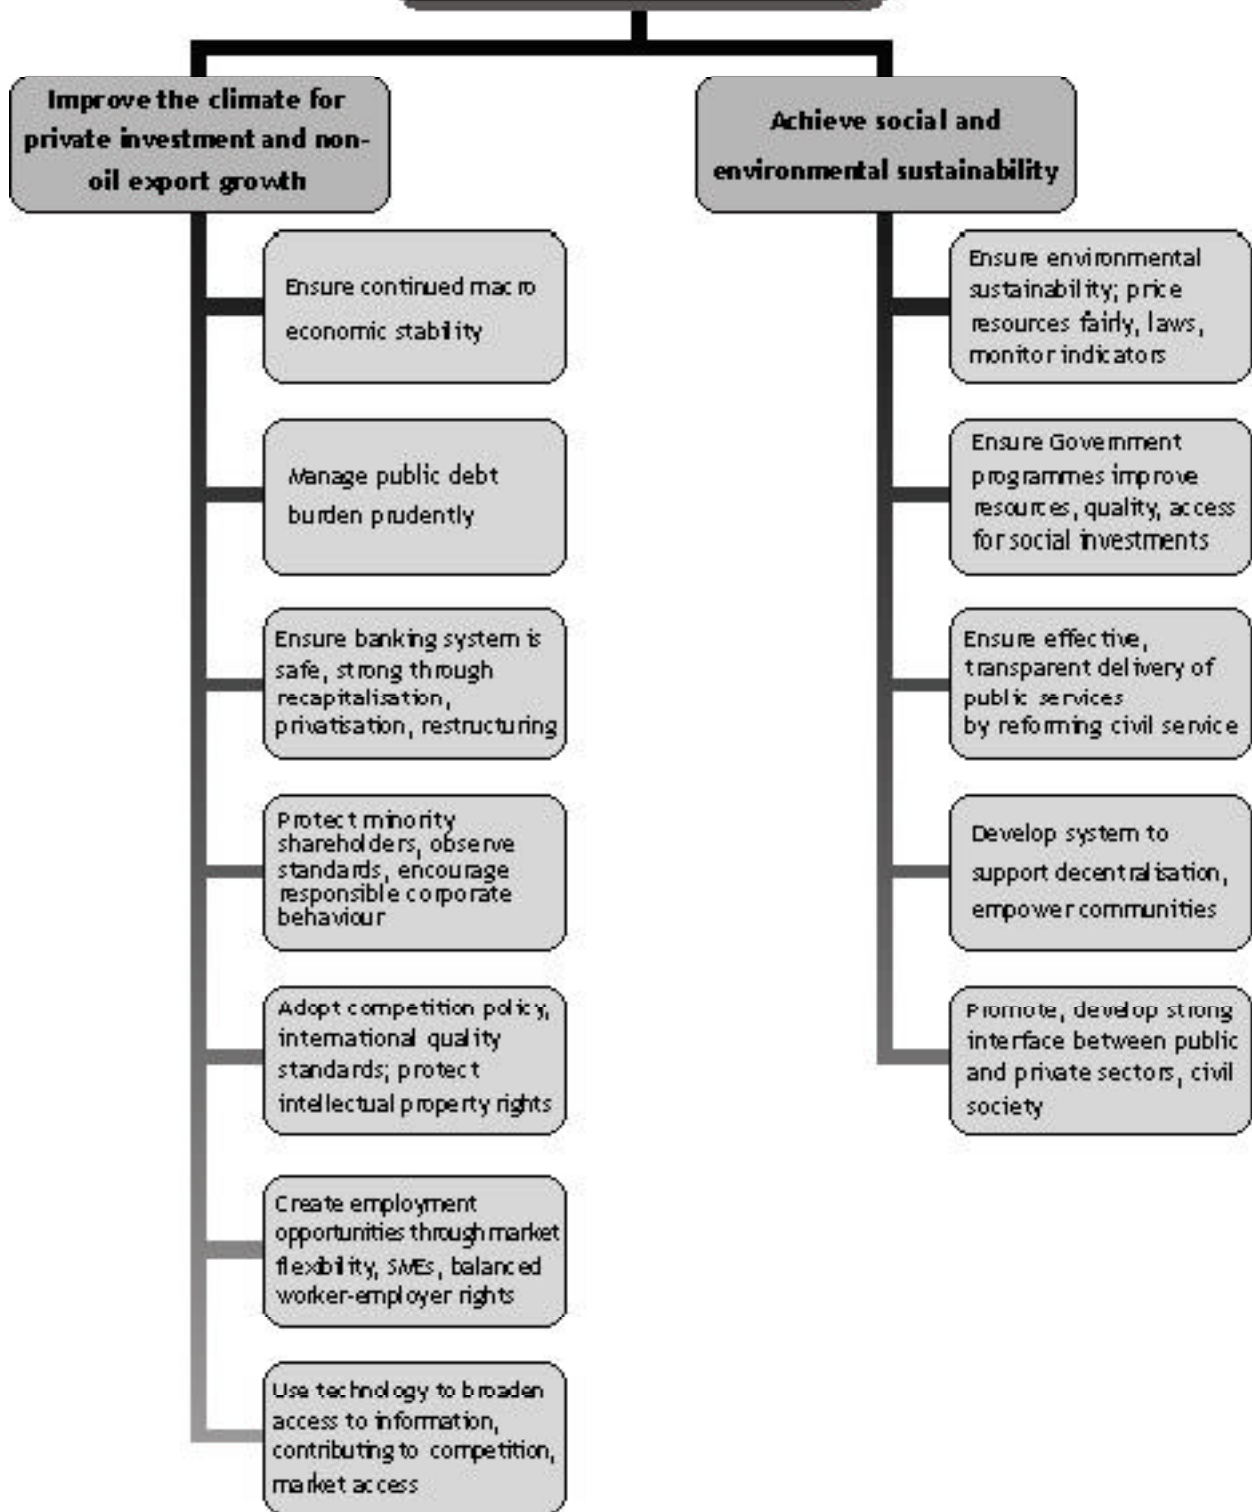 Improve the climate for
private investment and non-
oil export growth
Ensure continued macro
economic stability
Manage public debt
burden prudently
Ensure banking system is
safe, strong through
recapitalisation,
privatisation, restructuring
Protect minority
shareholders, observe
standards, encourage
responsible corporate
behaviour
Adopt competition policy,
international quality
standards; protect
intellectual property rights
Create employment
opportunities through market
flexibility, SMEs, balanced
worker-employer rights
Use technology to broaden
access to information,
contributing to competition,
market access
Achieve social and
environmental sustainability
Ensure environmental
sustainability; price
resources fairly, laws,
monitor indicators
Ensure Government
programmes improve
resources, quality, access
for social investments
Ensure effective,
transparent delivery of
public services
by reforming civil service
Develop system to
support decentralisation,
empower communities
Promote, develop strong
interface between public
and private sectors, civil
society